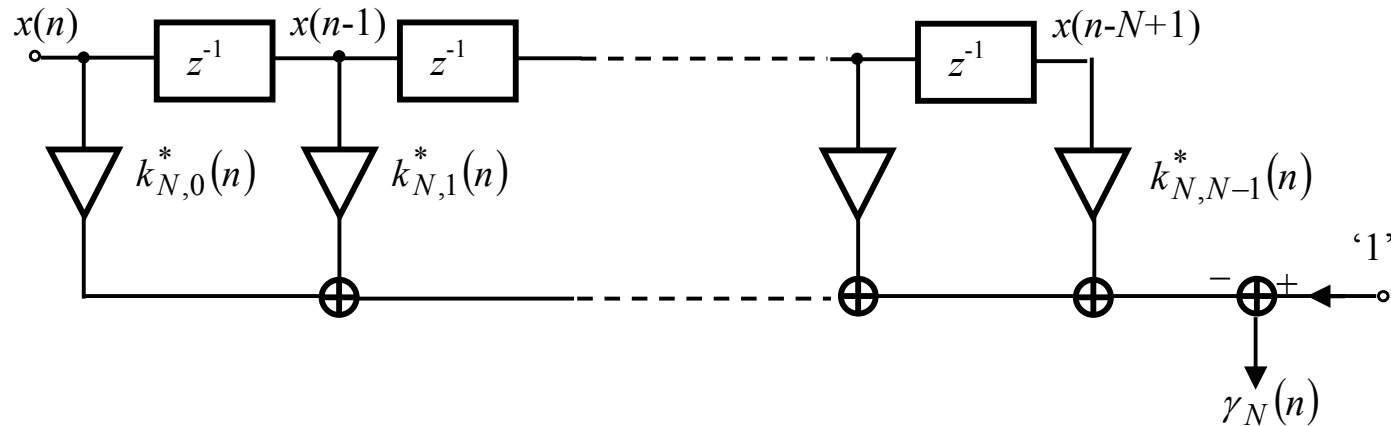 x(n) x(n-1) x(n-N+1)
z⁻¹ z⁻¹ z⁻¹
k*_{N,0}(n) k*_{N,1}(n) k*_{N,N−1}(n)
‘1’
− +
γ_N(n)